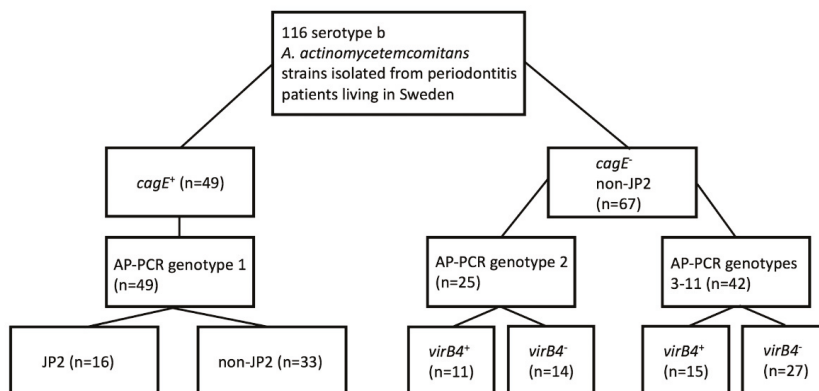 116 serotype b
A. actinomycetemcomitans
strains isolated from periodontitis
patients living in Sweden
cagE+ (n=49)
cagE-
non-JP2
(n=67)
AP-PCR genotype 1
(n=49)
AP-PCR genotype 2
(n=25)
AP-PCR genotypes
3-11 (n=42)
JP2 (n=16)
non-JP2 (n=33)
virB4+
(n=11)
virB4-
(n=14)
virB4+
(n=15)
virB4-
(n=27)